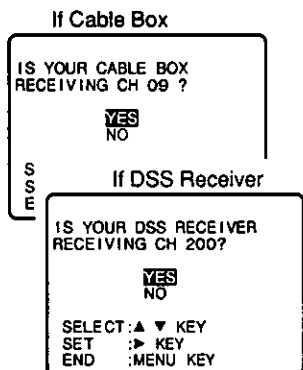 If Cable Box
IS YOUR CABLE BOX
RECEIVING CH 09 ?
YES
NO
S
S
E
If DSS Receiver
IS YOUR DSS RECEIVER
RECEIVING CH 200?
YES
NO
SELECT:▲ ▼ KEY
SET :► KEY
END :MENU KEY